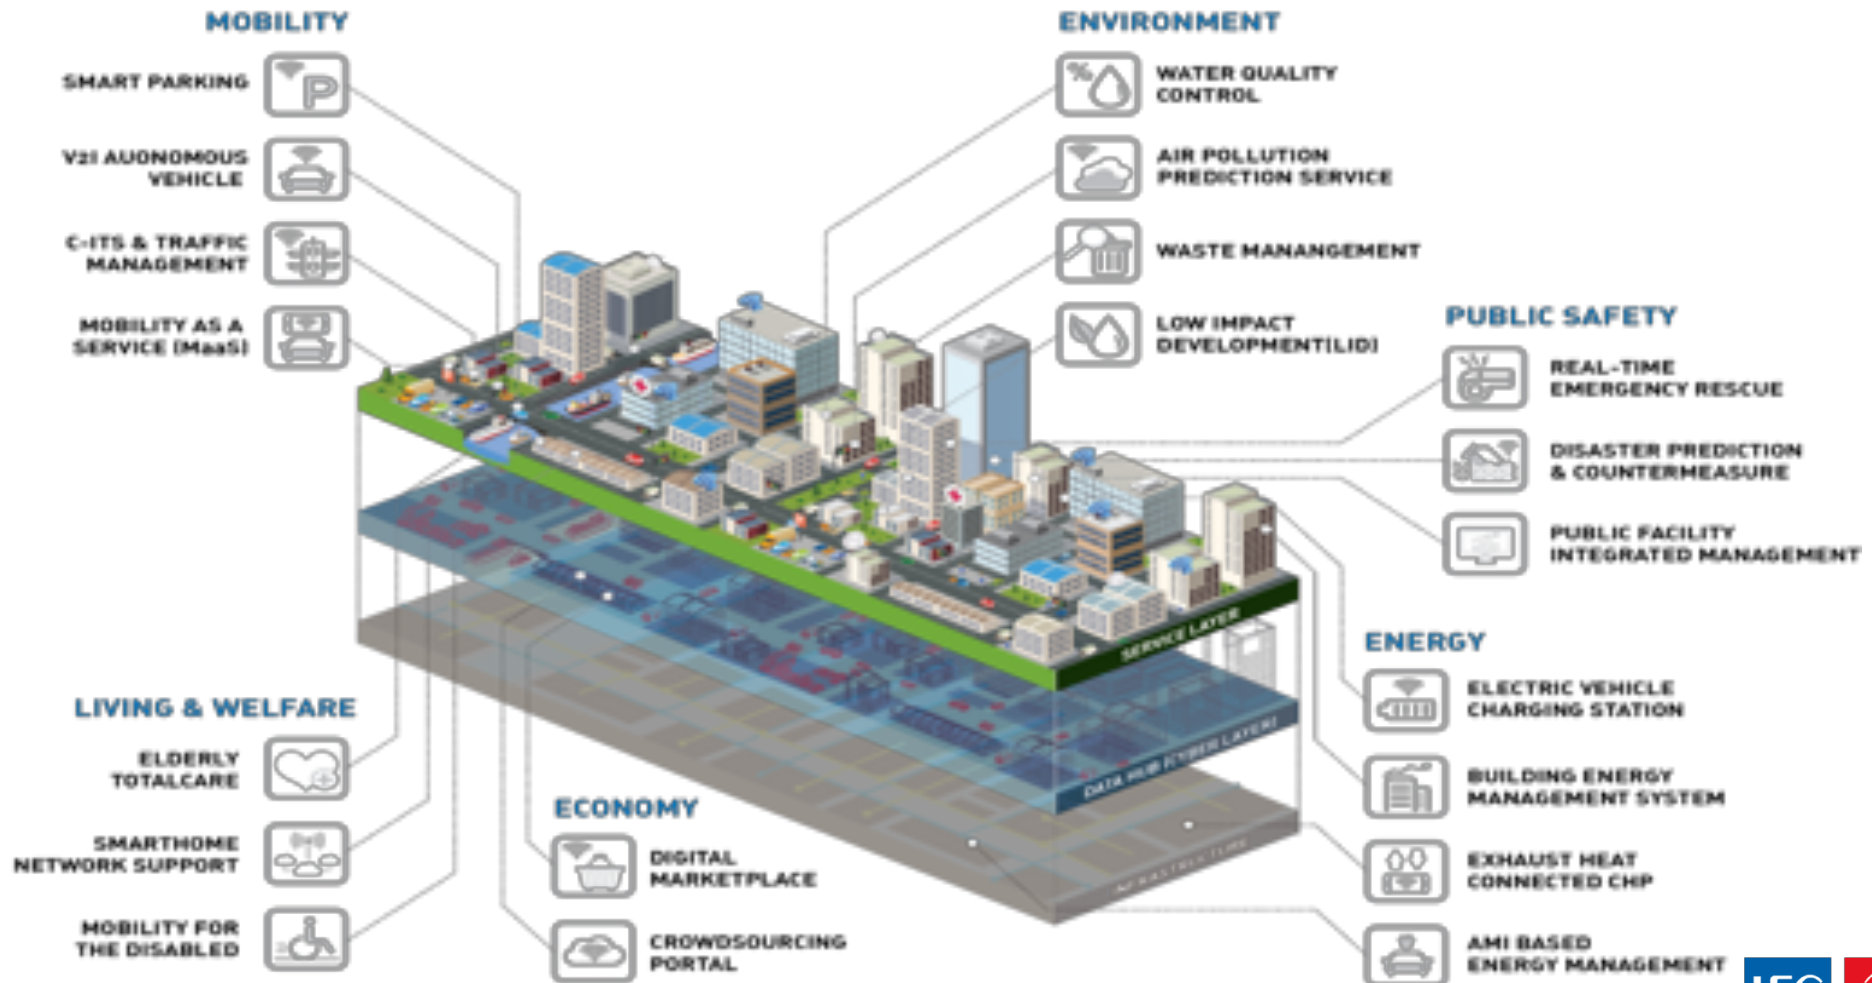 MOBILITY
SMART PARKING
V2I AUONOMOUS
VEHICLE
C-ITS & TRAFFIC
MANAGEMENT
MOBILITY AS A
SERVICE (MaaS)
ENVIRONMENT
WATER QUALITY
CONTROL
AIR POLLUTION
PREDICTION SERVICE
WASTE MANANGEMENT
LOW IMPACT
DEVELOPMENT(LID)
PUBLIC SAFETY
REAL-TIME
EMERGENCY RESCUE
DISASTER PREDICTION
& COUNTERMEASURE
PUBLIC FACILITY
INTEGRATED MANAGEMENT
SERVICE LAYER
DATA HUB (CYBER LAYER)
INFRASTRUCTURE
ENERGY
ELECTRIC VEHICLE
CHARGING STATION
BUILDING ENERGY
MANAGEMENT SYSTEM
EXHAUST HEAT
CONNECTED CHP
AMI BASED
ENERGY MANAGEMENT
LIVING & WELFARE
ELDERLY
TOTALCARE
SMARTHOME
NETWORK SUPPORT
MOBILITY FOR
THE DISABLED
ECONOMY
DIGITAL
MARKETPLACE
CROWDSOURCING
PORTAL